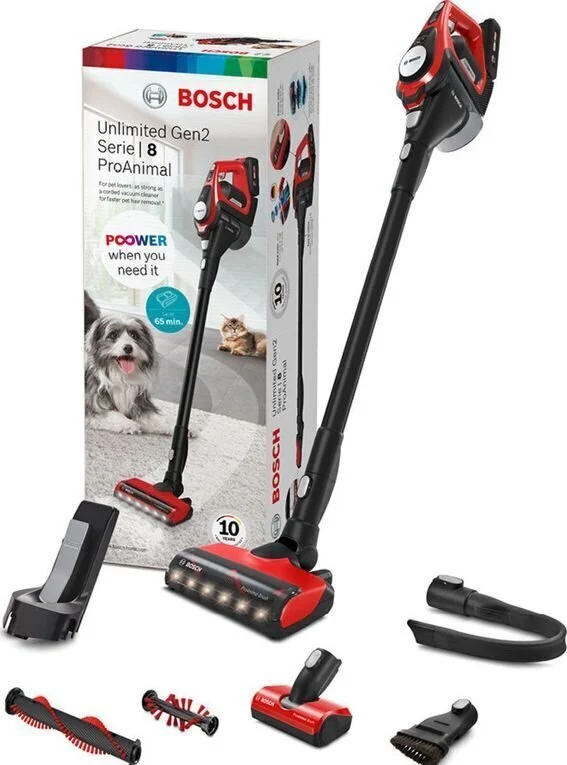 BOSCH
Unlimited Gen2
Serie | 8
ProAnimal
For pet lovers: as strong as
a corded vacuum cleaner
for faster pet hair removal.*
POOWER
when you
need it
65 min.
10
Unlimited Gen2
Serie | 8
ProAnimal
BOSCH
10
YEARS
BOSCH
ProAnimal Brush
BOSCH